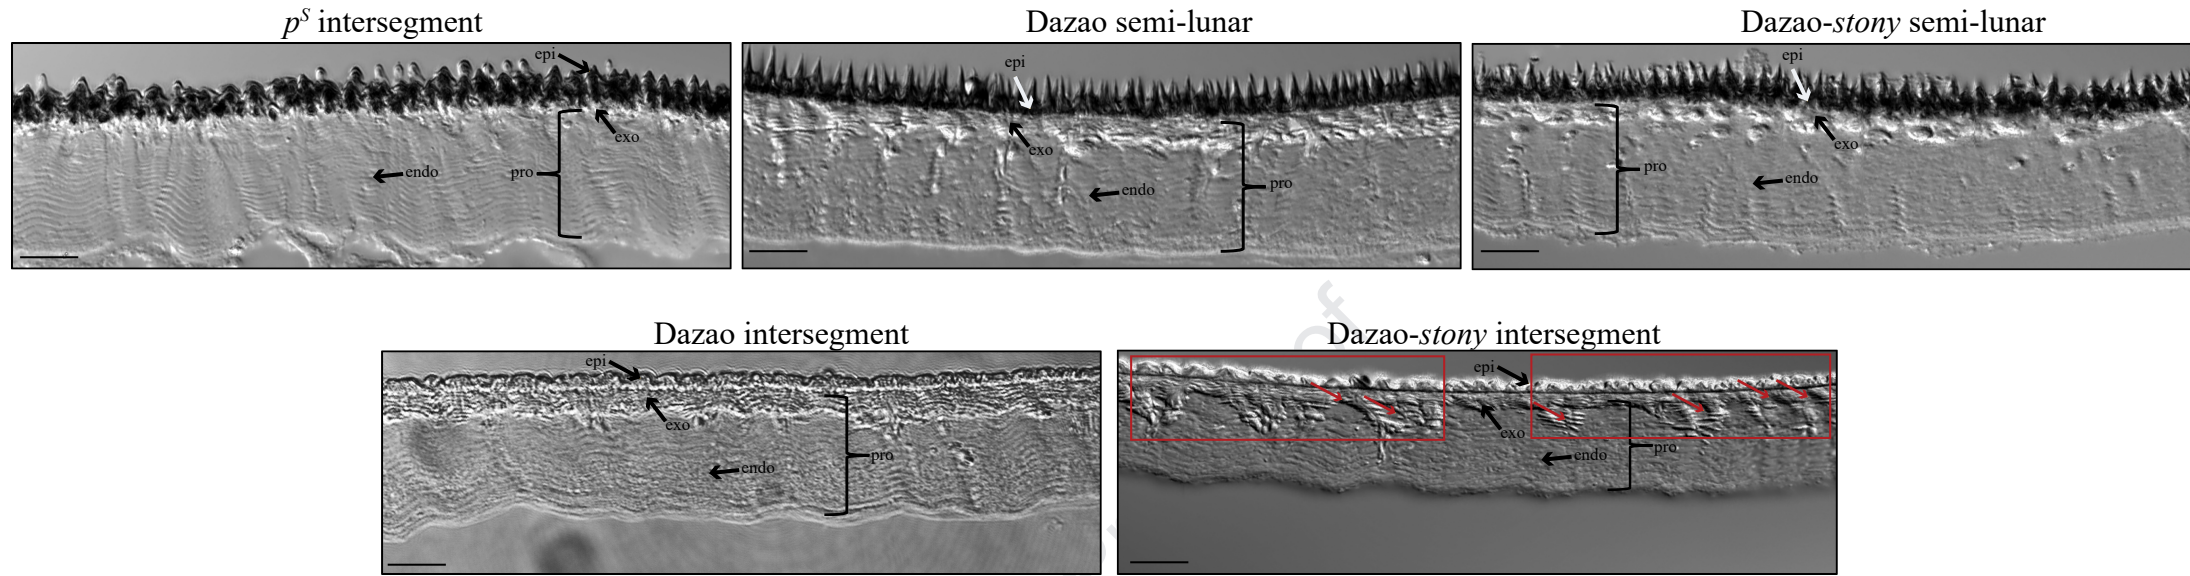 p^S intersegment
Dazao semi-lunar
Dazao-stony semi-lunar
epi
exo
endo
pro
epi
exo
endo
pro
epi
exo
endo
pro
Dazao intersegment
Dazao-stony intersegment
epi
exo
endo
pro
epi
exo
endo
pro
of